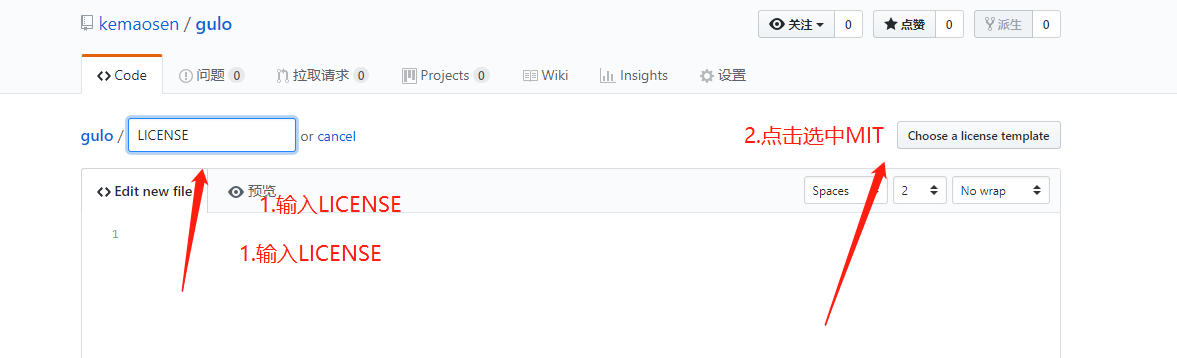 kemaosen / gulo
关注 0 点赞 0 派生 0
Code 问题 0 拉取请求 0 Projects 0 Wiki Insights 设置
gulo / LICENSE or cancel 2.点击选中MIT Choose a license template
Edit new file 预览 Spaces 2 No wrap
1.输入LICENSE
1
1.输入LICENSE